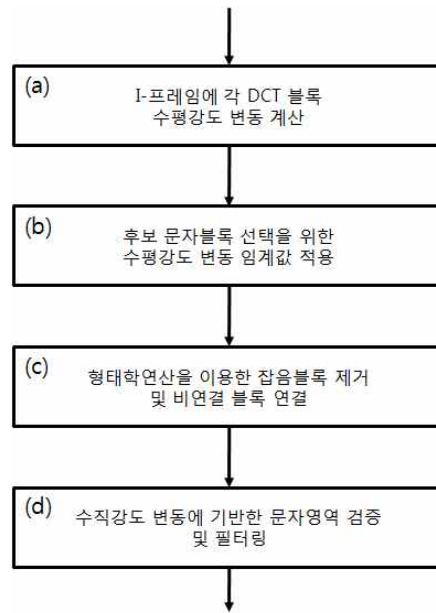 (a)
I-프레임에 각 DCT 블록
수평강도 변동 계산
(b)
후보 문자블록 선택을 위한
수평강도 변동 임계값 적용
(c)
형태학연산을 이용한 잡음블록 제거
및 비연결 블록 연결
(d)
수직강도 변동에 기반한 문자영역 검증
및 필터링